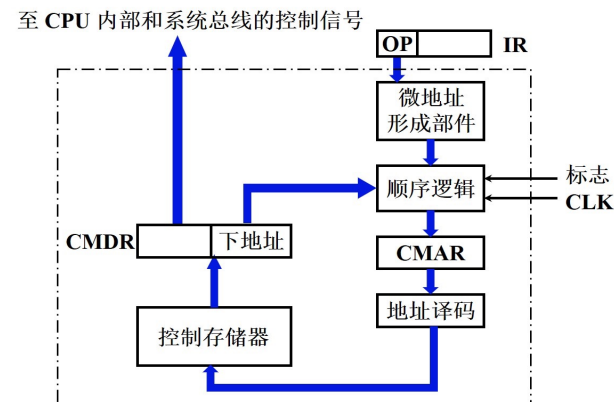 至 CPU 内部和系统总线的控制信号
OP
IR
微地址
形成部件
顺序逻辑
标志
CLK
CMDR
下地址
CMAR
地址译码
控制存储器